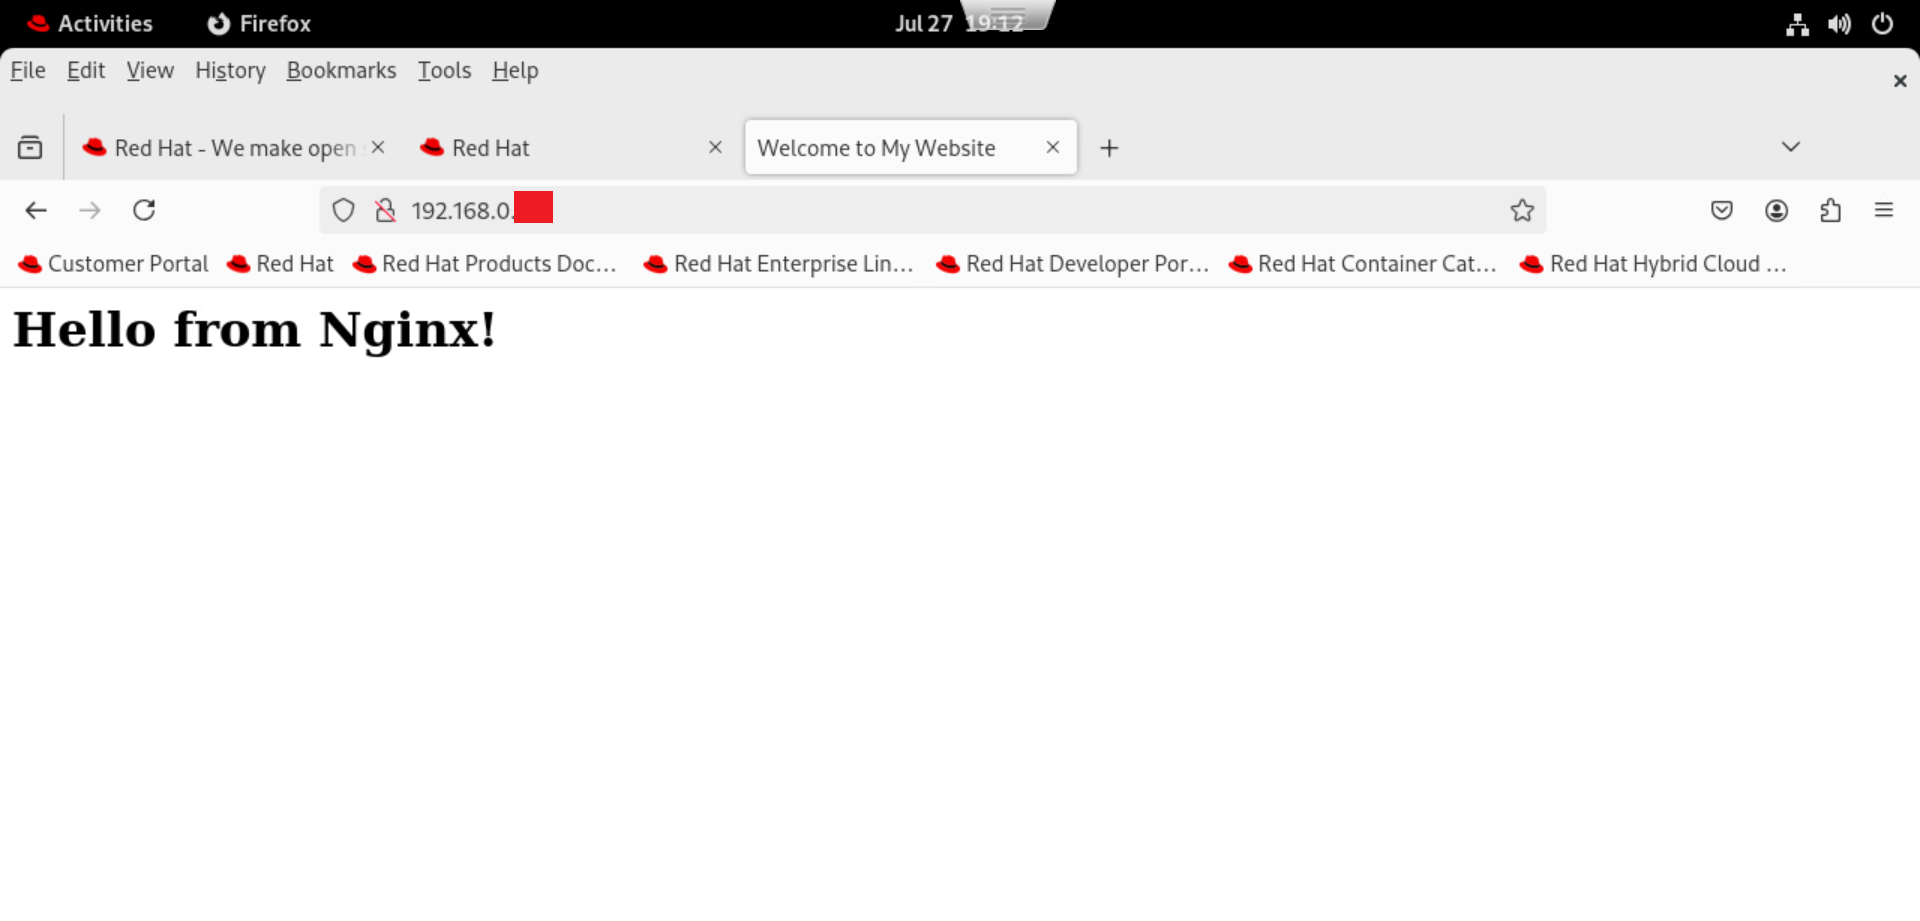 Activities Firefox Jul 27 19:12
File Edit View History Bookmarks Tools Help
Red Hat - We make open Red Hat Welcome to My Website
192.168.0.
Customer Portal Red Hat Red Hat Products Doc... Red Hat Enterprise Lin... Red Hat Developer Por... Red Hat Container Cat... Red Hat Hybrid Cloud ...
Hello from Nginx!